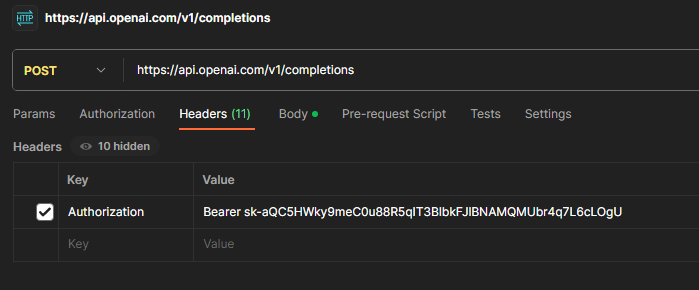 HTTP https://api.openai.com/v1/completions
POST https://api.openai.com/v1/completions
Params Authorization Headers (11) Body Pre-request Script Tests Settings
Headers 10 hidden
Key Value
Authorization Bearer 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
Key Value